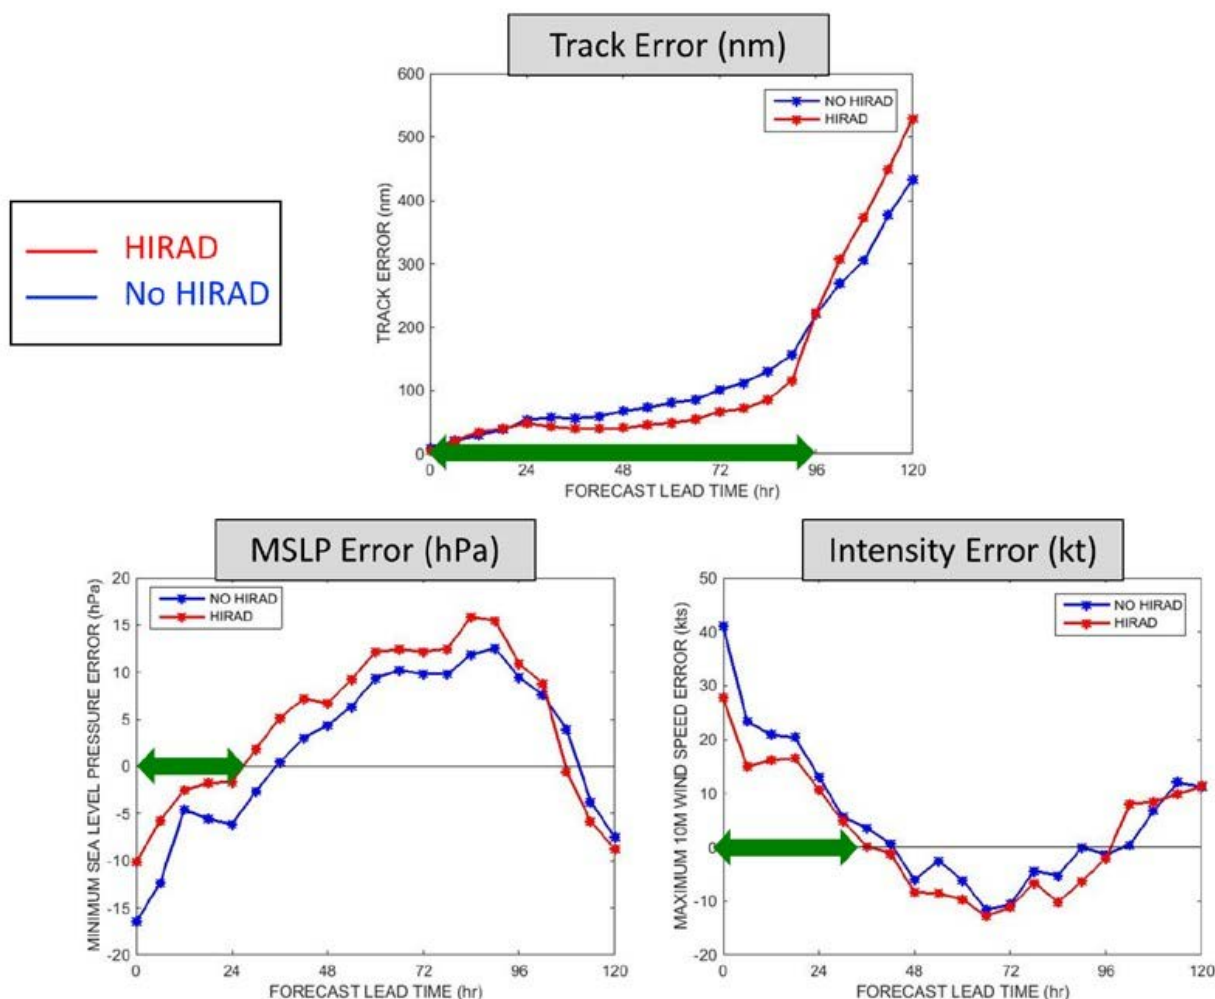 Track Error (nm)
600
500
400
300
200
100
0
TRACK ERROR (nm)
NO HIRAD
HIRAD
0 24 48 72 96 120
FORECAST LEAD TIME (hr)
HIRAD
No HIRAD
MSLP Error (hPa)
20
15
10
5
0
-5
-10
-15
-20
MINIMUM SEA LEVEL PRESSURE ERROR (hPa)
NO HIRAD
HIRAD
0 24 48 72 96 120
FORECAST LEAD TIME (hr)
Intensity Error (kt)
50
40
30
20
10
0
-10
-20
MAXIMUM 10M WIND SPEED ERROR (kts)
NO HIRAD
HIRAD
0 24 48 72 96 120
FORECAST LEAD TIME (hr)